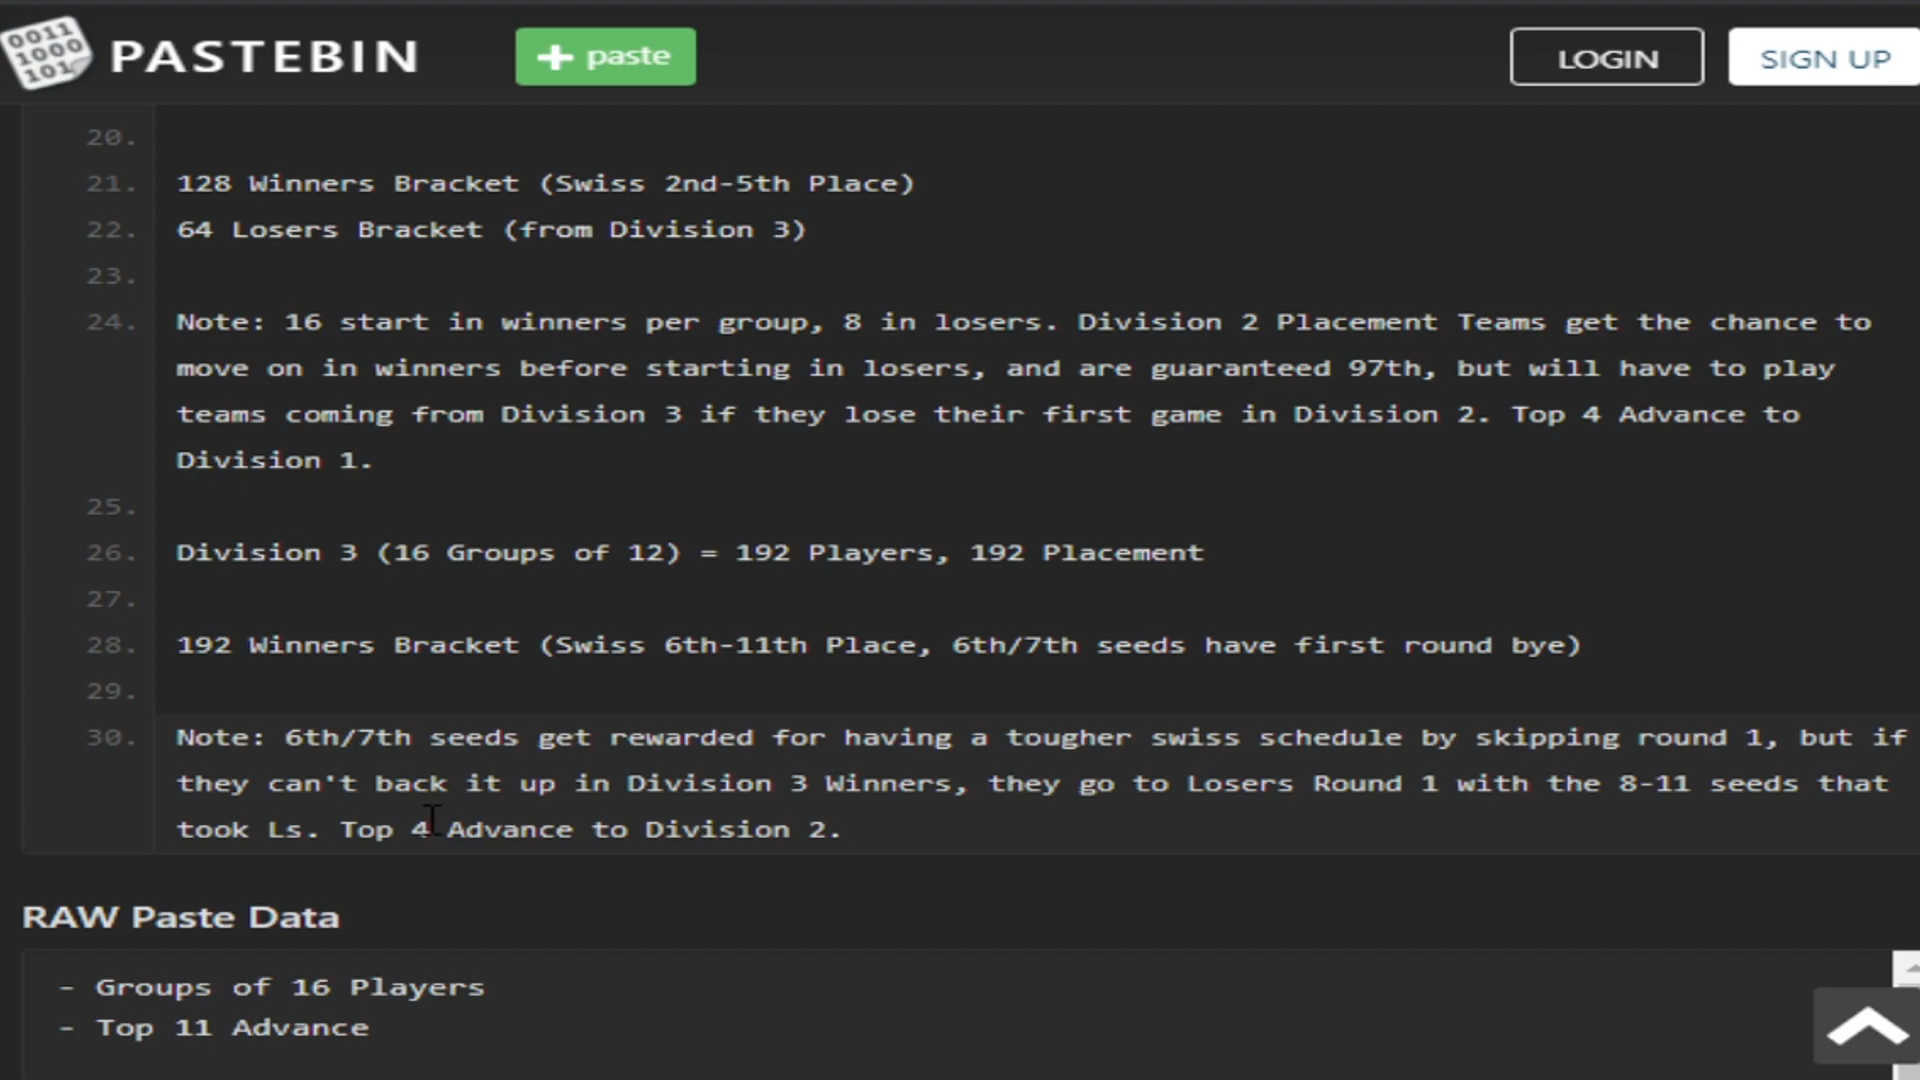 0011
1000
101
PASTEBIN
+ paste
LOGIN
SIGN UP
20.
21. 128 Winners Bracket (Swiss 2nd-5th Place)
22. 64 Losers Bracket (from Division 3)
23.
24. Note: 16 start in winners per group, 8 in losers. Division 2 Placement Teams get the chance to
move on in winners before starting in losers, and are guaranteed 97th, but will have to play
teams coming from Division 3 if they lose their first game in Division 2. Top 4 Advance to
Division 1.
25.
26. Division 3 (16 Groups of 12) = 192 Players, 192 Placement
27.
28. 192 Winners Bracket (Swiss 6th-11th Place, 6th/7th seeds have first round bye)
29.
30. Note: 6th/7th seeds get rewarded for having a tougher swiss schedule by skipping round 1, but if
they can't back it up in Division 3 Winners, they go to Losers Round 1 with the 8-11 seeds that
took Ls. Top 4 Advance to Division 2.
RAW Paste Data
- Groups of 16 Players
- Top 11 Advance